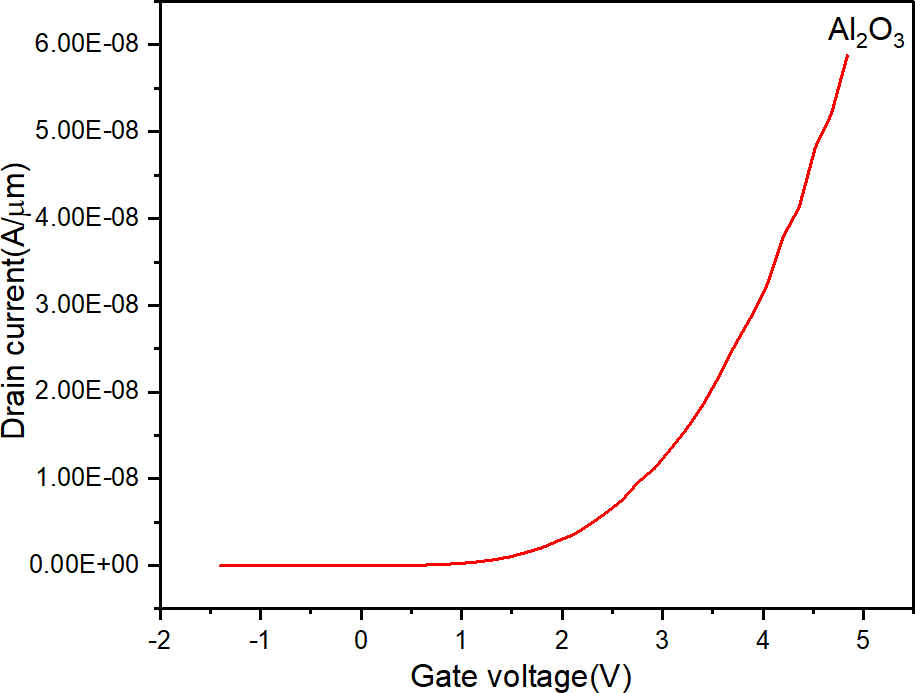 Al₂O₃
6.00E-08
5.00E-08
4.00E-08
3.00E-08
2.00E-08
1.00E-08
0.00E+00
Drain current(A/μm)
-2 -1 0 1 2 3 4 5
Gate voltage(V)